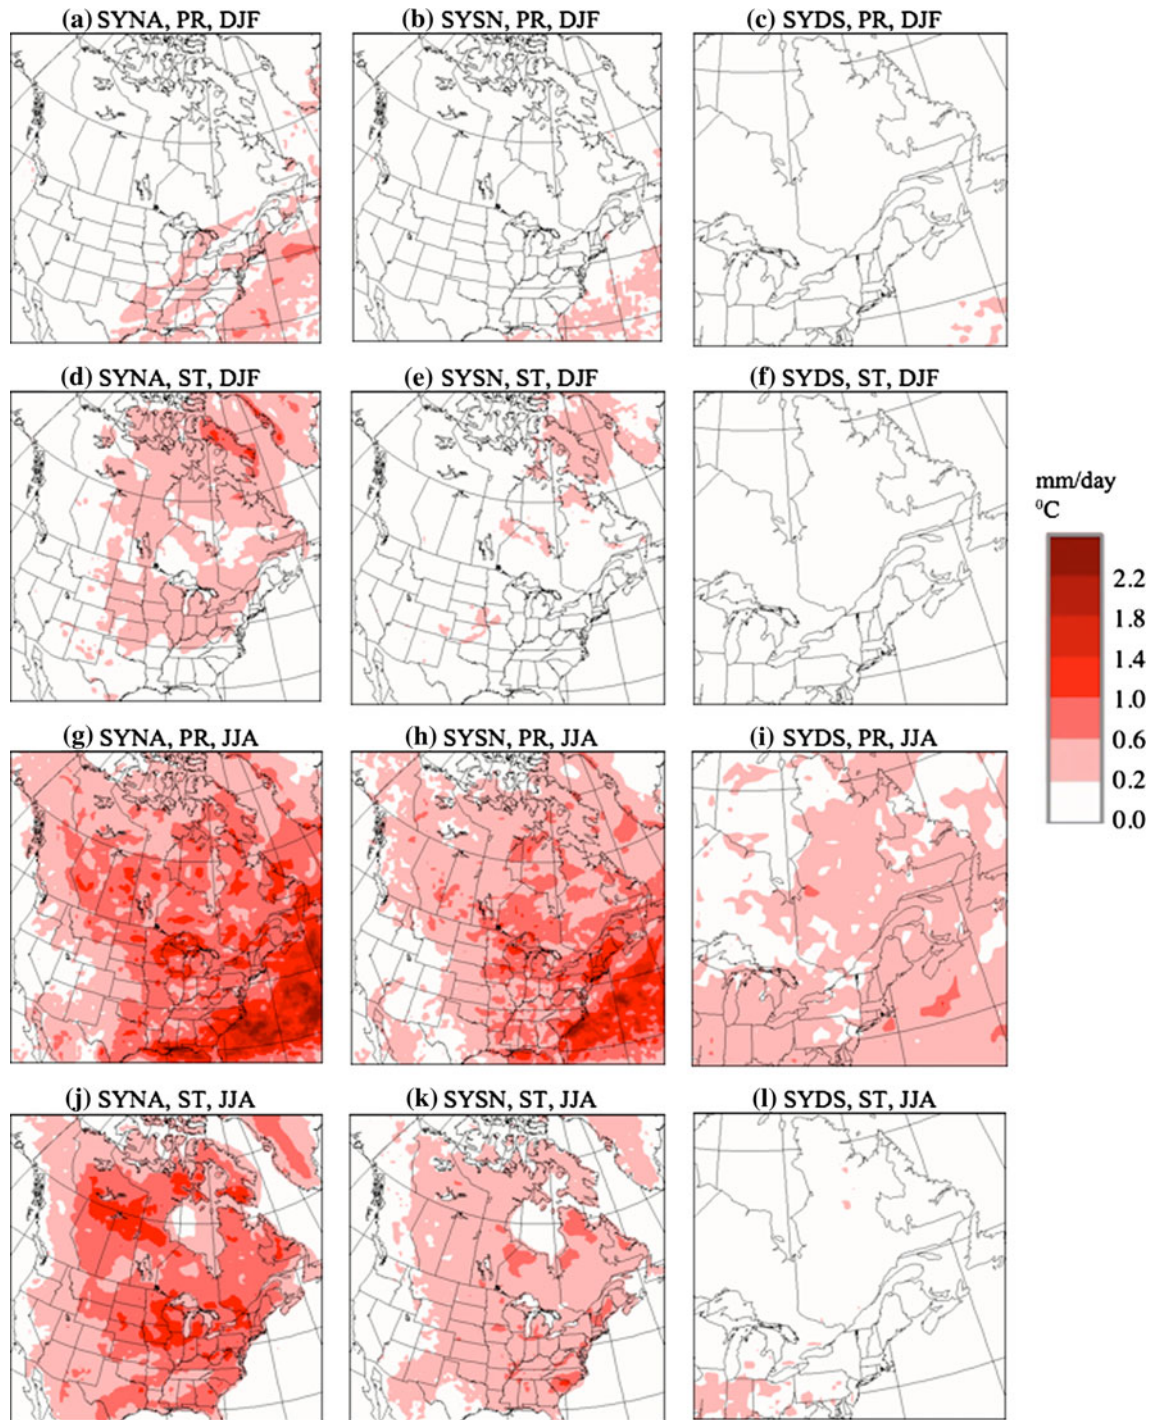 (a) SYNA, PR, DJF
(b) SYSN, PR, DJF
(c) SYDS, PR, DJF
(d) SYNA, ST, DJF
(e) SYSN, ST, DJF
(f) SYDS, ST, DJF
mm/day
⁰C
2.2
1.8
1.4
1.0
0.6
0.2
0.0
(g) SYNA, PR, JJA
(h) SYSN, PR, JJA
(i) SYDS, PR, JJA
(j) SYNA, ST, JJA
(k) SYSN, ST, JJA
(l) SYDS, ST, JJA